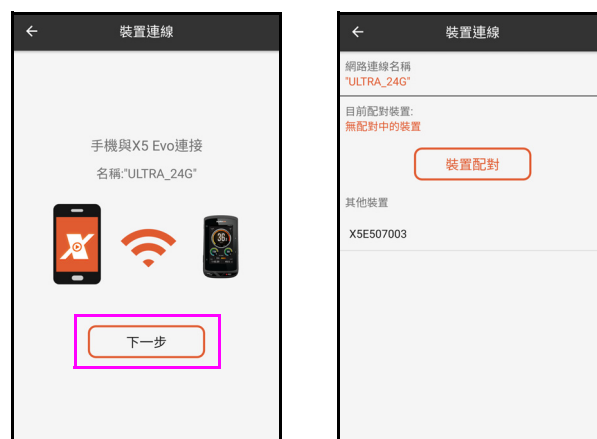 裝置連線
手機與X5 Evo連接
名稱:"ULTRA_24G"
36
下一步
裝置連線
網路連線名稱
"ULTRA_24G"
目前配對裝置:
無配對中的裝置
裝置配對
其他裝置
X5E507003